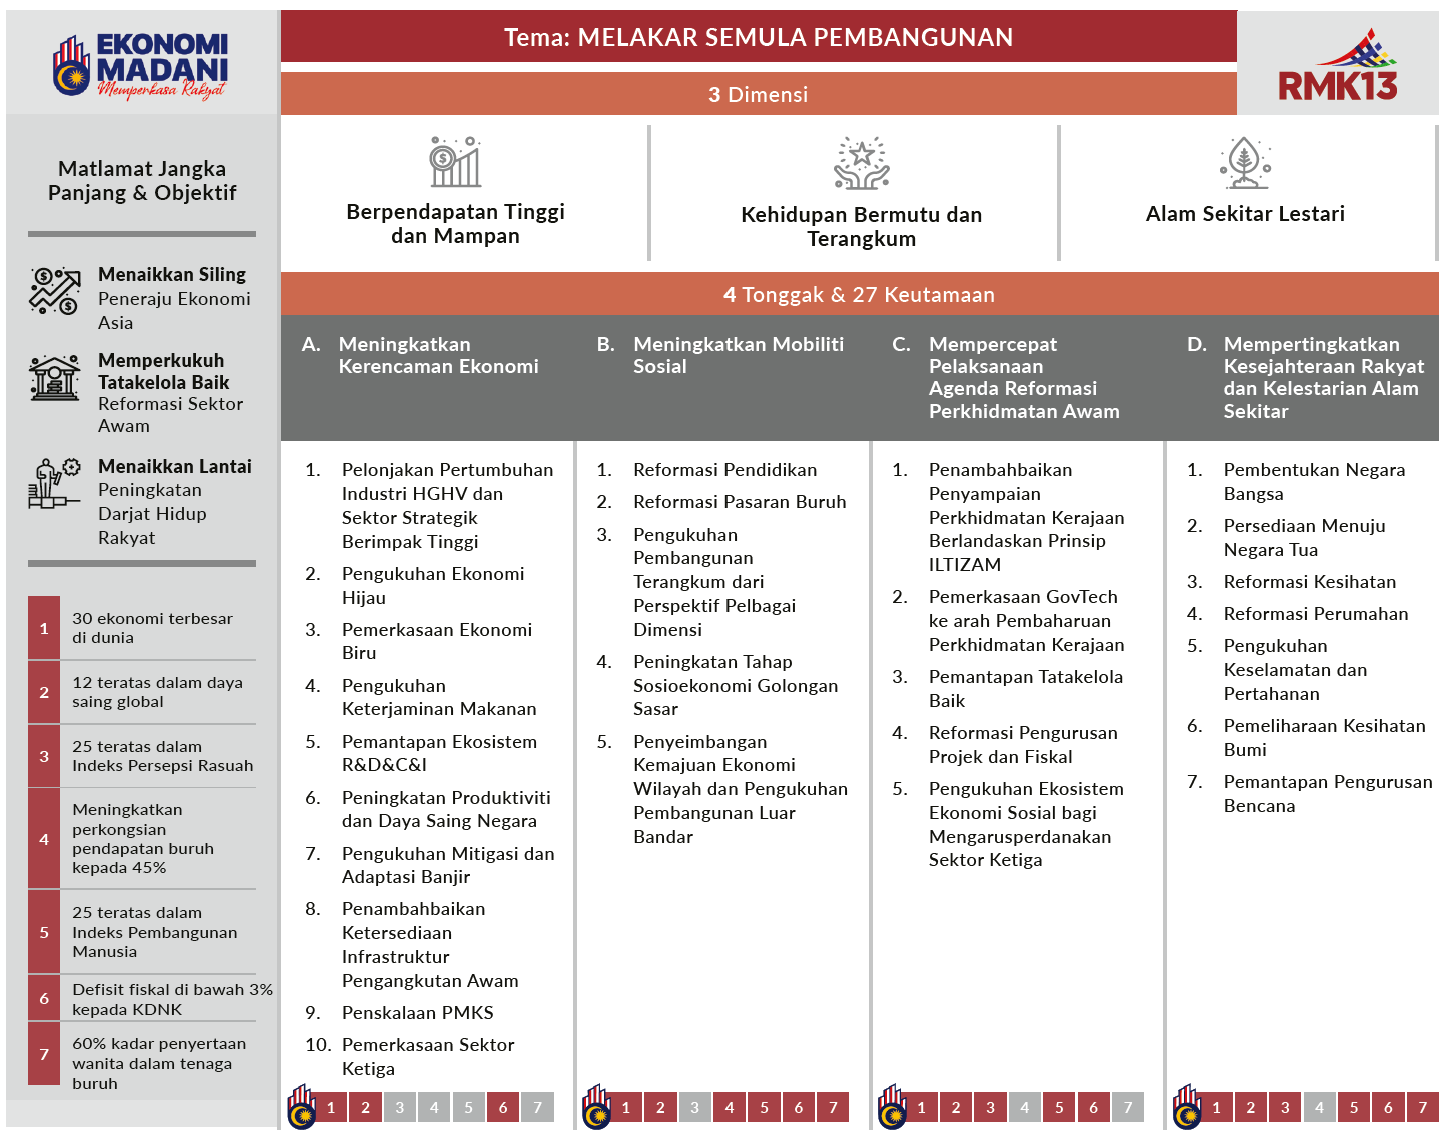 EKONOMI
MADANI
Memperkasa Rakyat
Tema: MELAKAR SEMULA PEMBANGUNAN
3 Dimensi
RMK13
Matlamat Jangka
Panjang & Objektif
Menaikkan Siling
Peneraju Ekonomi
Asia
Memperkukuh
Tatakelola Baik
Reformasi Sektor
Awam
Menaikkan Lantai
Peningkatan
Darjat Hidup
Rakyat
1 30 ekonomi terbesar
di dunia
2 12 teratas dalam daya
saing global
3 25 teratas dalam
Indeks Persepsi Rasuah
4 Meningkatkan
perkongsian
pendapatan buruh
kepada 45%
5 25 teratas dalam
Indeks Pembangunan
Manusia
6 Defisit fiskal di bawah 3%
kepada KDNK
7 60% kadar penyertaan
wanita dalam tenaga
buruh
Berpendapatan Tinggi
dan Mampan
Kehidupan Bermutu dan
Terangkum
Alam Sekitar Lestari
4 Tonggak & 27 Keutamaan
A. Meningkatkan
Kerencaman Ekonomi
1. Pelonjakan Pertumbuhan
Industri HGHV dan
Sektor Strategik
Berimpak Tinggi
2. Pengukuhan Ekonomi
Hijau
3. Pemerkasaan Ekonomi
Biru
4. Pengukuhan
Keterjaminan Makanan
5. Pemantapan Ekosistem
R&D&C&I
6. Peningkatan Produktiviti
dan Daya Saing Negara
7. Pengukuhan Mitigasi dan
Adaptasi Banjir
8. Penambahbaikan
Ketersediaan
Infrastruktur
Pengangkutan Awam
9. Penskalaan PMKS
10. Pemerkasaan Sektor
Ketiga
1 2 3 4 5 6 7
B. Meningkatkan Mobiliti
Sosial
1. Reformasi Pendidikan
2. Reformasi Pasaran Buruh
3. Pengukuhan
Pembangunan
Terangkum dari
Perspektif Pelbagai
Dimensi
4. Peningkatan Tahap
Sosioekonomi Golongan
Sasar
5. Penyeimbangan
Kemajuan Ekonomi
Wilayah dan Pengukuhan
Pembangunan Luar
Bandar
1 2 3 4 5 6 7
C. Mempercepat
Pelaksanaan
Agenda Reformasi
Perkhidmatan Awam
1. Penambahbaikan
Penyampaian
Perkhidmatan Kerajaan
Berlandaskan Prinsip
ILTIZAM
2. Pemerkasaan GovTech
ke arah Pembaharuan
Perkhidmatan Kerajaan
3. Pemantapan Tatakelola
Baik
4. Reformasi Pengurusan
Projek dan Fiskal
5. Pengukuhan Ekosistem
Ekonomi Sosial bagi
Mengarusperdanakan
Sektor Ketiga
1 2 3 4 5 6 7
D. Mempertingkatkan
Kesejahteraan Rakyat
dan Kelestarian Alam
Sekitar
1. Pembentukan Negara
Bangsa
2. Persediaan Menuju
Negara Tua
3. Reformasi Kesihatan
4. Reformasi Perumahan
5. Pengukuhan
Keselamatan dan
Pertahanan
6. Pemeliharaan Kesihatan
Bumi
7. Pemantapan Pengurusan
Bencana
1 2 3 4 5 6 7